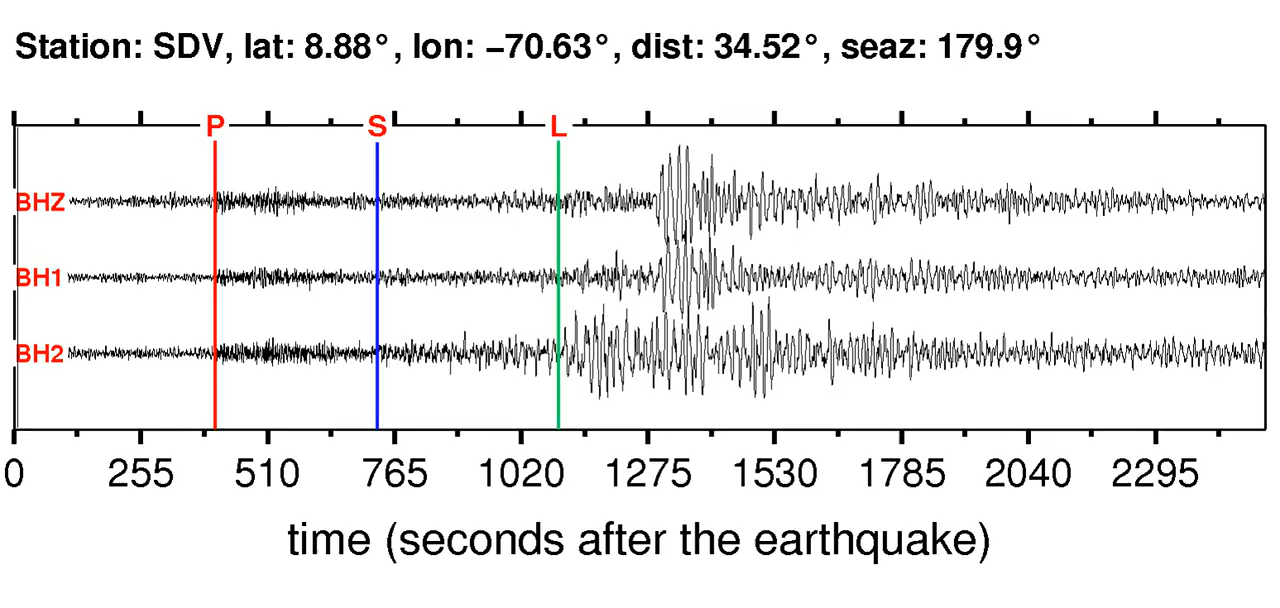 Station: SDV, lat: 8.88°, lon: −70.63°, dist: 34.52°, seaz: 179.9°
P S L
BHZ
BH1
BH2
0 255 510 765 1020 1275 1530 1785 2040 2295
time (seconds after the earthquake)